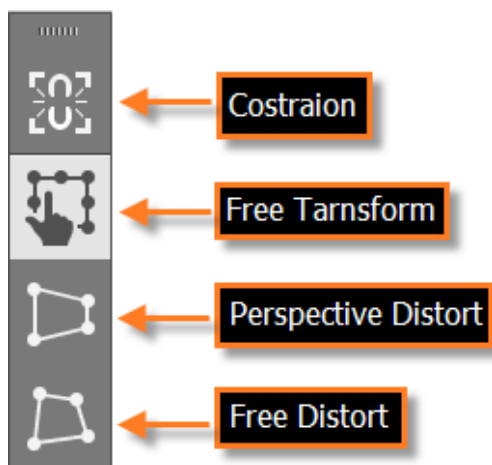 Costraion
Free Tarnsform
Perspective Distort
Free Distort